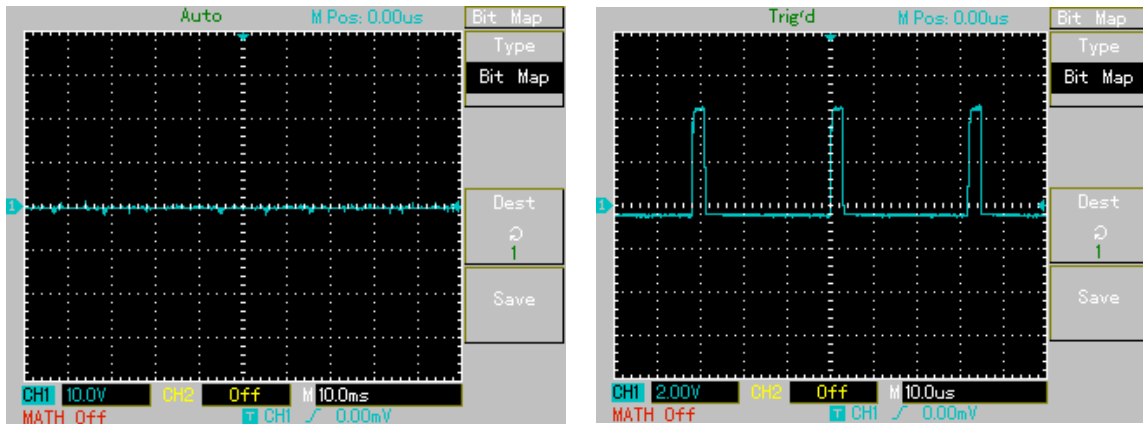 Auto M Pos: 0.00us Bit Map
Type
Bit Map
1
Dest
1
Save
CH1 10.0V CH2 Off M 10.0ms
MATH Off T CH1 0.00mV
Trig'd M Pos: 0.00us Bit Map
Type
Bit Map
1
Dest
1
Save
CH1 2.00V CH2 Off M 10.0us
MATH Off T CH1 0.00mV